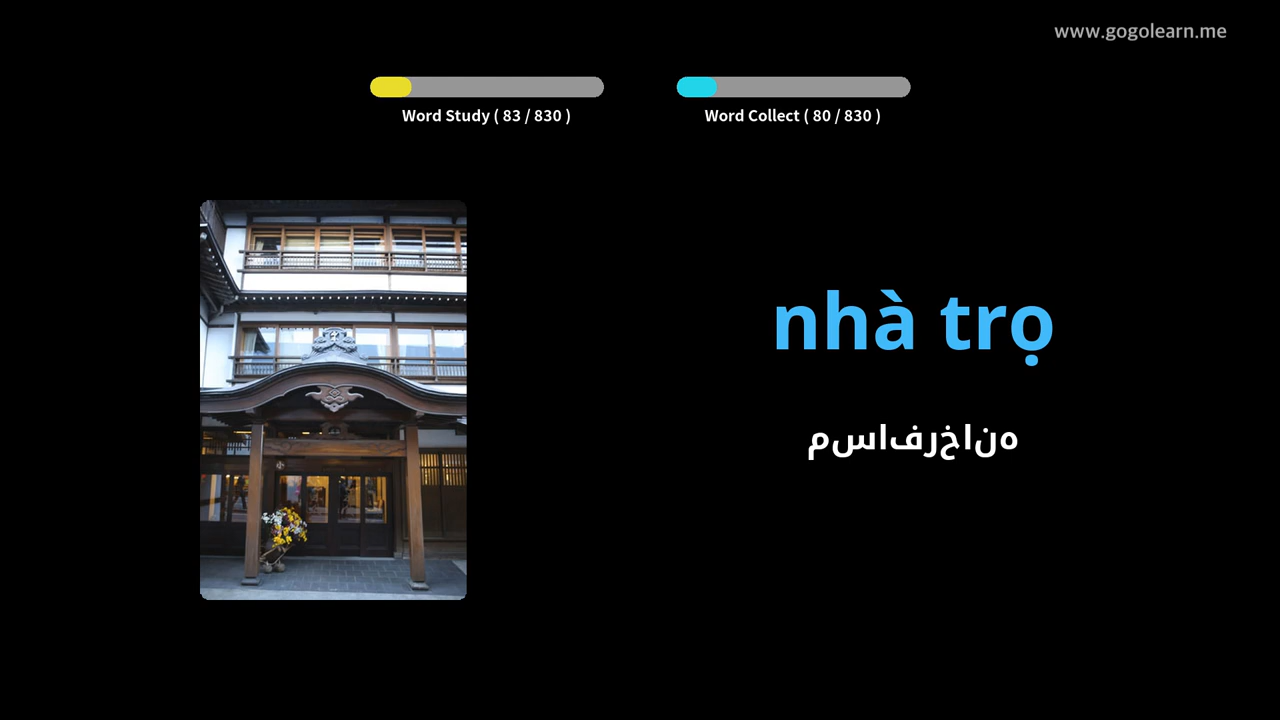 www.gogolearn.me
Word Study ( 83 / 830 )
Word Collect ( 80 / 830 )
nhà trọ
مسافرخانه